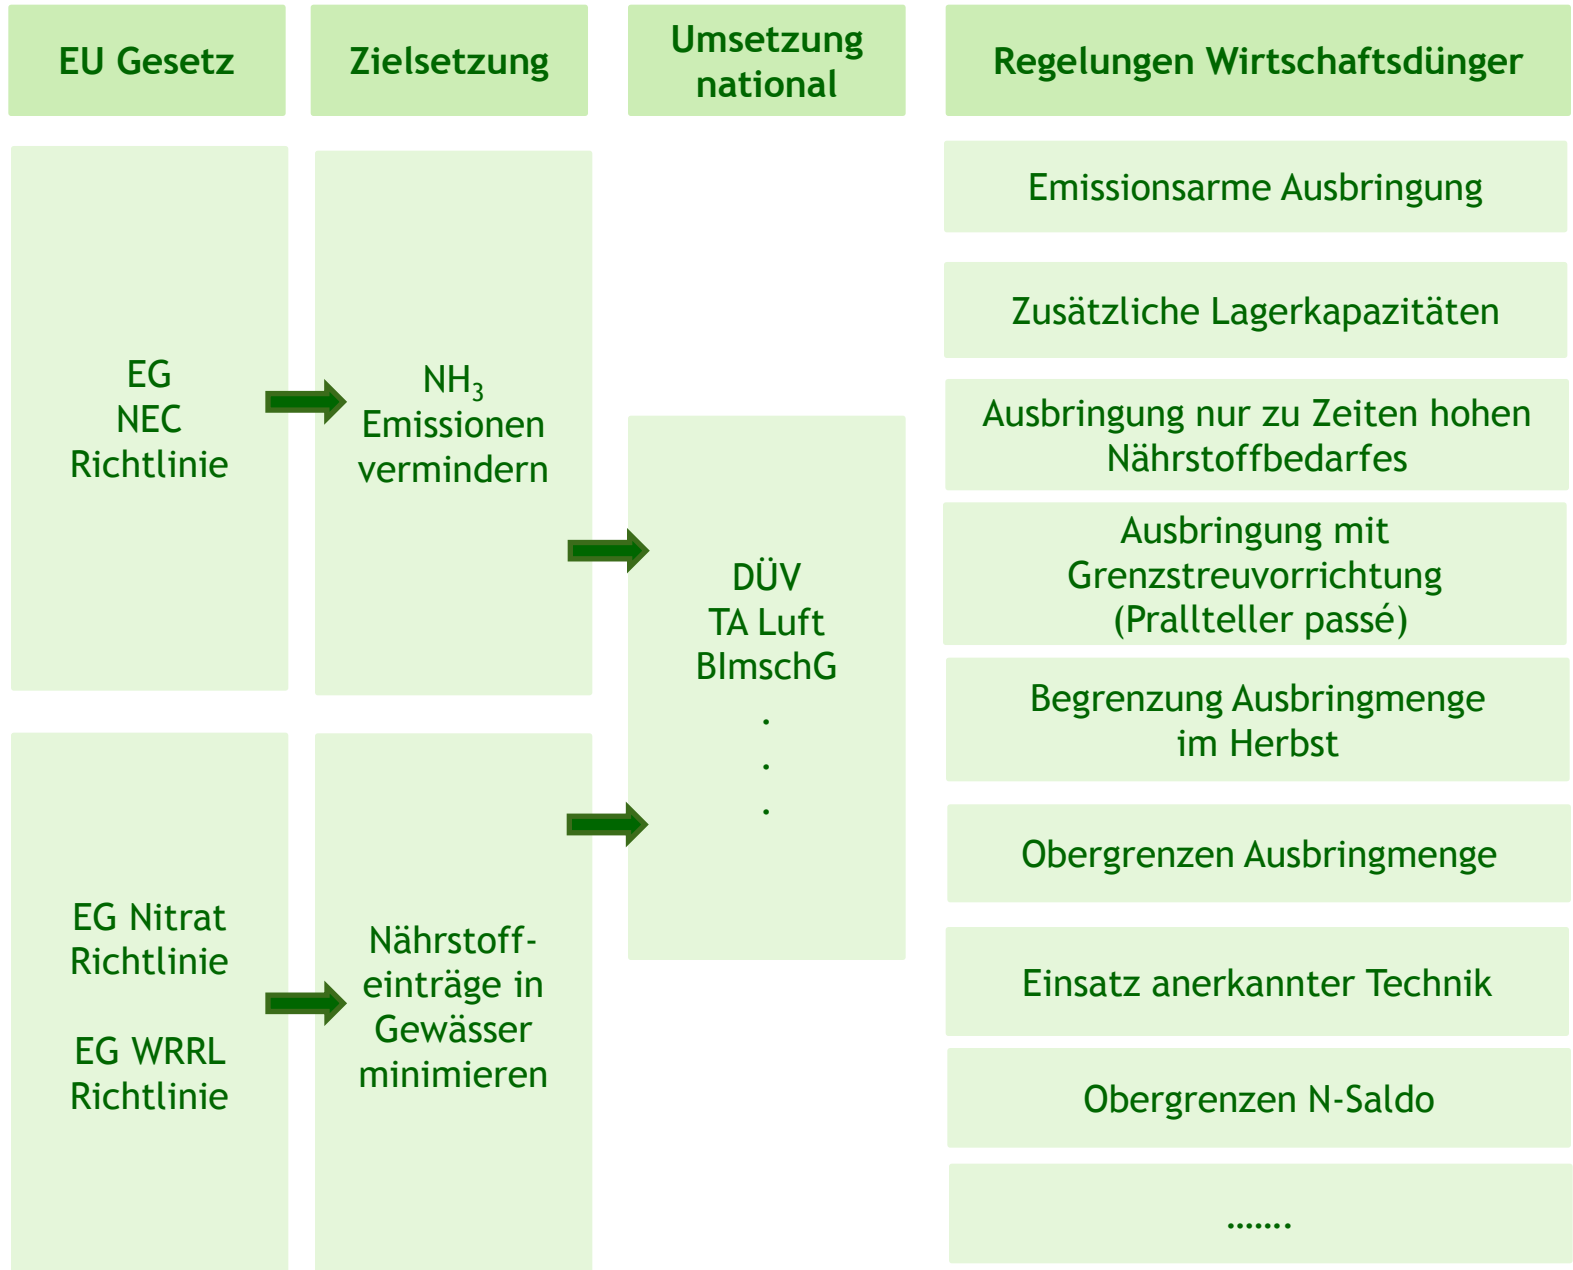 EU Gesetz
Zielsetzung
Umsetzung
national
Regelungen Wirtschaftsdünger
EG
NEC
Richtlinie
NH₃
Emissionen
vermindern
EG Nitrat
Richtlinie
EG WRRL
Richtlinie
Nährstoff-
einträge in
Gewässer
minimieren
DÜV
TA Luft
BImschG
.
.
.
Emissionsarme Ausbringung
Zusätzliche Lagerkapazitäten
Ausbringung nur zu Zeiten hohen
Nährstoffbedarfes
Ausbringung mit
Grenzstreuvorrichtung
(Prallteller passé)
Begrenzung Ausbringmenge
im Herbst
Obergrenzen Ausbringmenge
Einsatz anerkannter Technik
Obergrenzen N-Saldo
…….